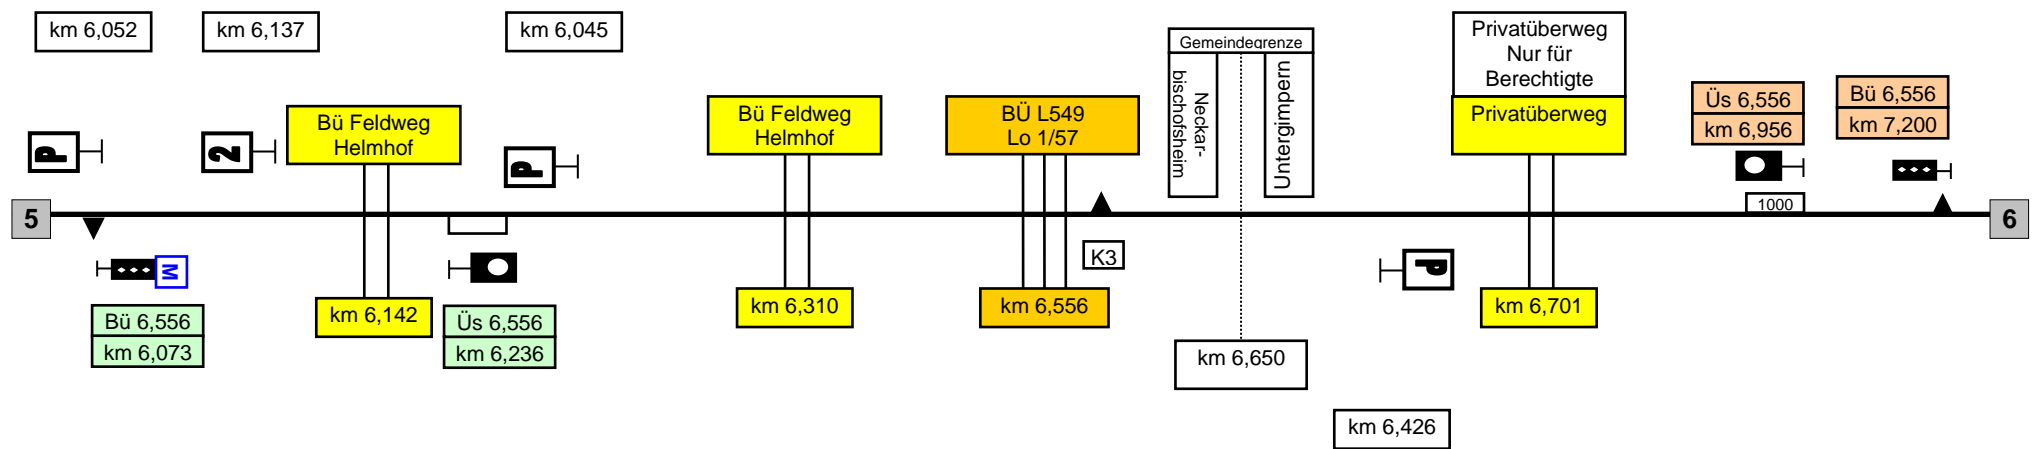 km 6,052
km 6,137
km 6,045
Gemeindegrenze
Neckar-
bischofsheim
Untergimpern
Privatüberweg
Nur für
Berechtigte
Privatüberweg
Bü Feldweg
Helmhof
Bü Feldweg
Helmhof
BÜ L549
Lo 1/57
Üs 6,556
km 6,956
Bü 6,556
km 7,200
P
2
P
1000
5
6
K3
M
P
Bü 6,556
km 6,073
km 6,142
Üs 6,556
km 6,236
km 6,310
km 6,556
km 6,650
km 6,701
km 6,426